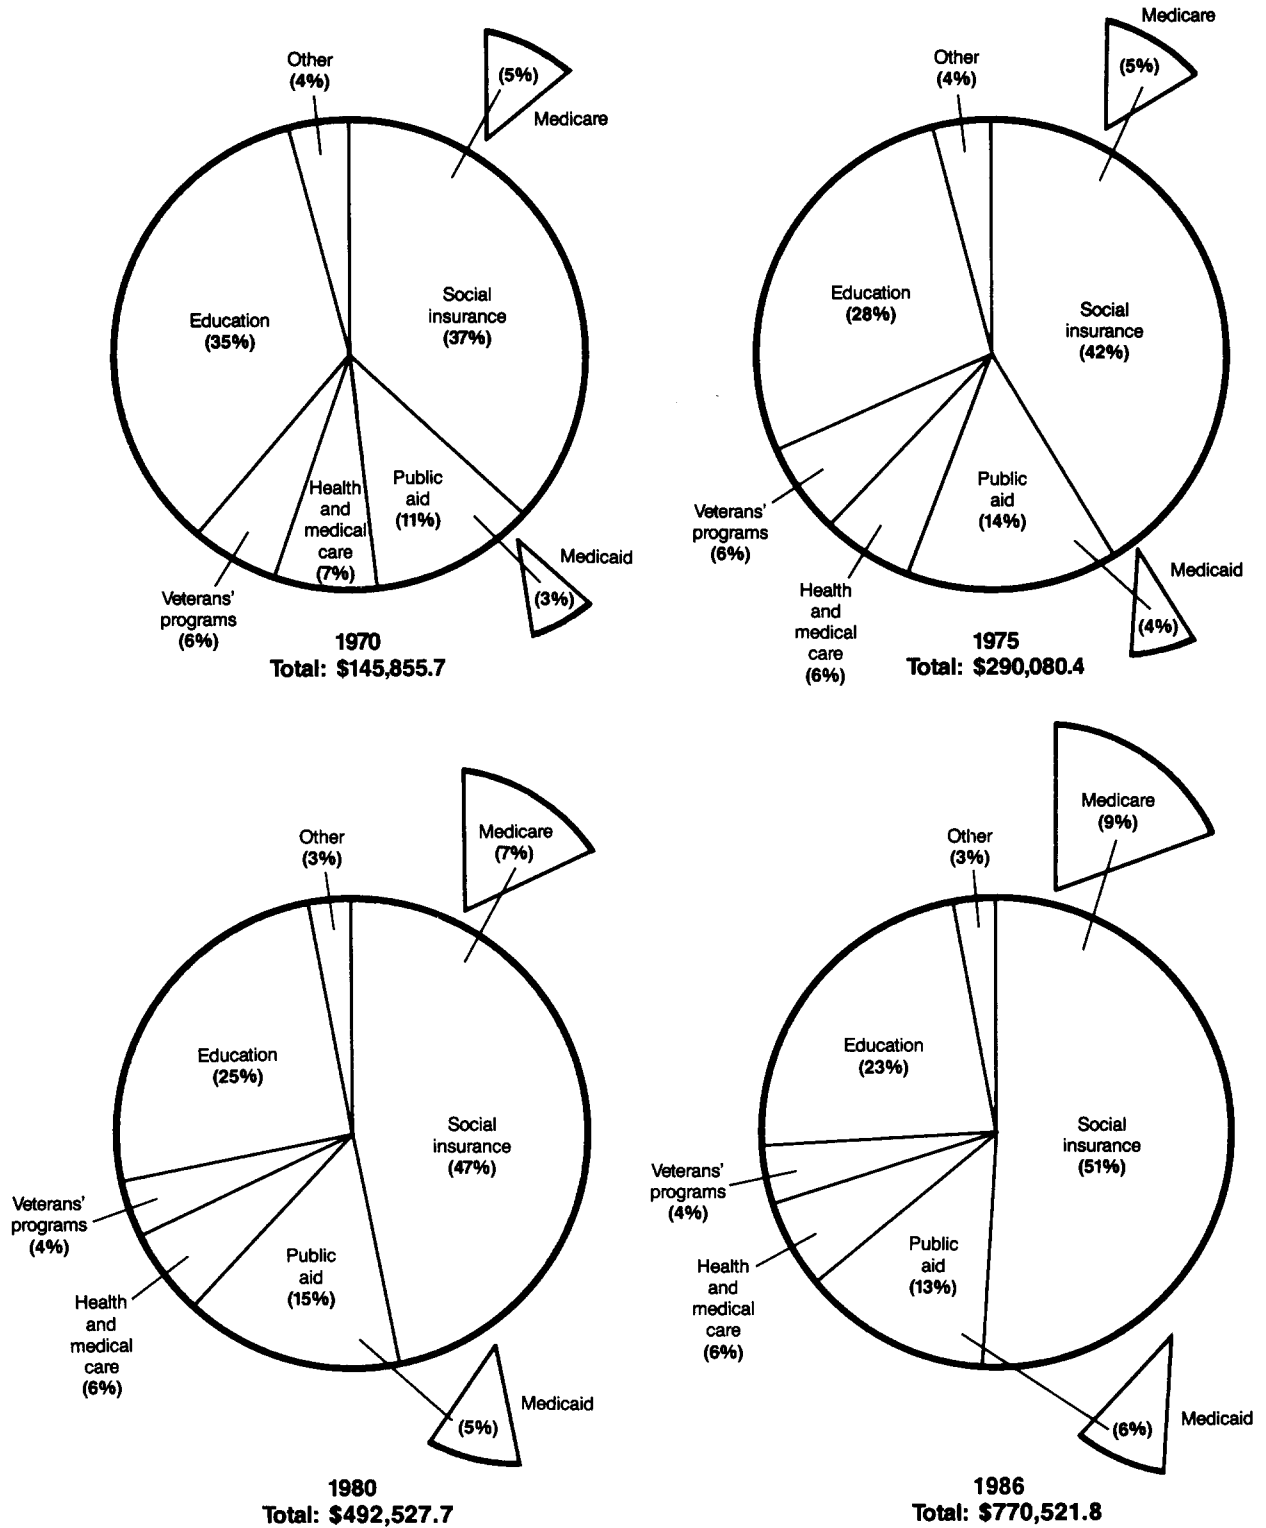 Other
(4%)
(5%)
Medicare
Education
(35%)
Social
insurance
(37%)
Public
aid
(11%)
Health
and
medical
care
(7%)
Veterans'
programs
(6%)
Medicaid
(3%)
1970
Total: $145,855.7
Medicare
(5%)
Other
(4%)
Education
(28%)
Social
insurance
(42%)
Public
aid
(14%)
Veterans'
programs
(6%)
Health
and
medical
care
(6%)
Medicaid
(4%)
1975
Total: $290,080.4
Medicare
(7%)
Other
(3%)
Education
(25%)
Social
insurance
(47%)
Veterans'
programs
(4%)
Public
aid
(15%)
Health
and
medical
care
(6%)
Medicaid
(5%)
1980
Total: $492,527.7
Medicare
(9%)
Other
(3%)
Education
(23%)
Social
insurance
(51%)
Veterans'
programs
(4%)
Public
aid
(13%)
Health
and
medical
care
(6%)
Medicaid
(6%)
1986
Total: $770,521.8